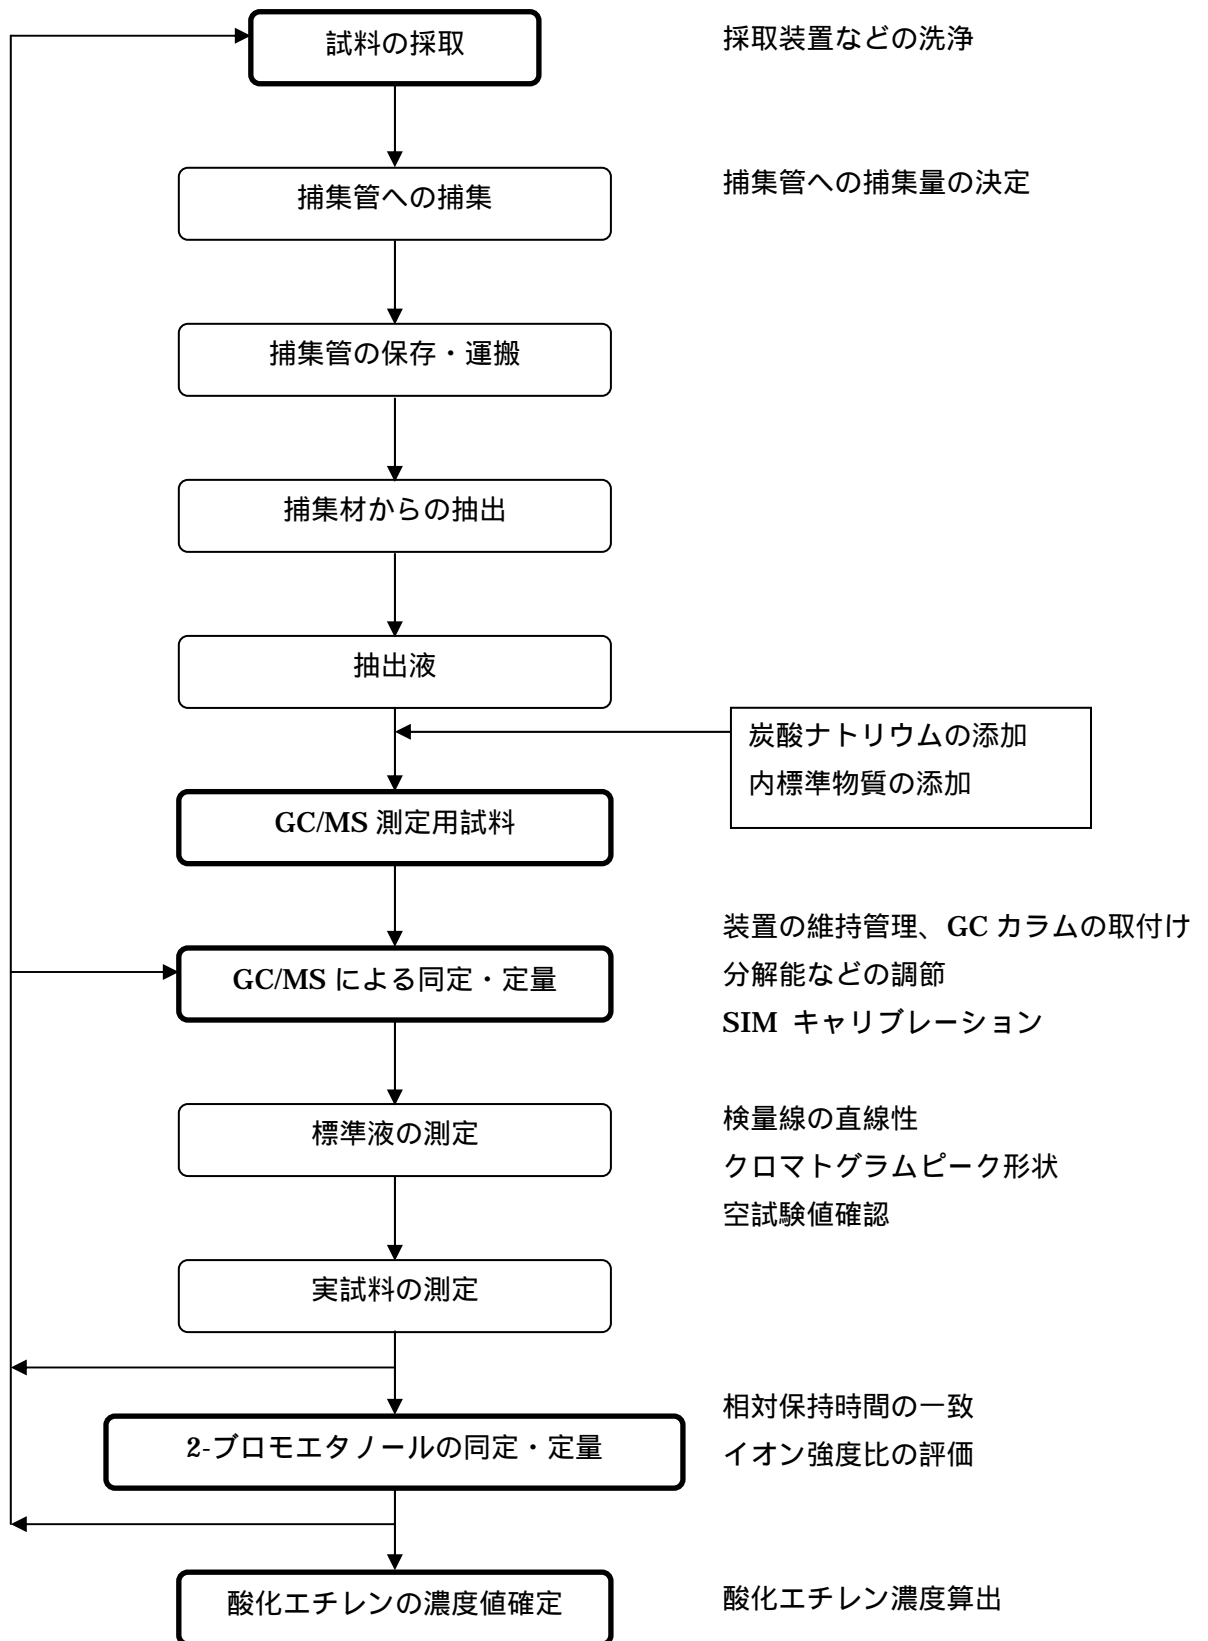 試料の採取
採取装置などの洗浄
捕集管への捕集
捕集管への捕集量の決定
捕集管の保存・運搬
捕集材からの抽出
抽出液
炭酸ナトリウムの添加
内標準物質の添加
GC/MS 測定用試料
装置の維持管理、GC カラムの取付け
GC/MS による同定・定量
分解能などの調節
SIM キャリブレーション
標準液の測定
検量線の直線性
クロマトグラムピーク形状
空試験値確認
実試料の測定
相対保持時間の一致
2-ブロモエタノールの同定・定量
イオン強度比の評価
酸化エチレンの濃度値確定
酸化エチレン濃度算出